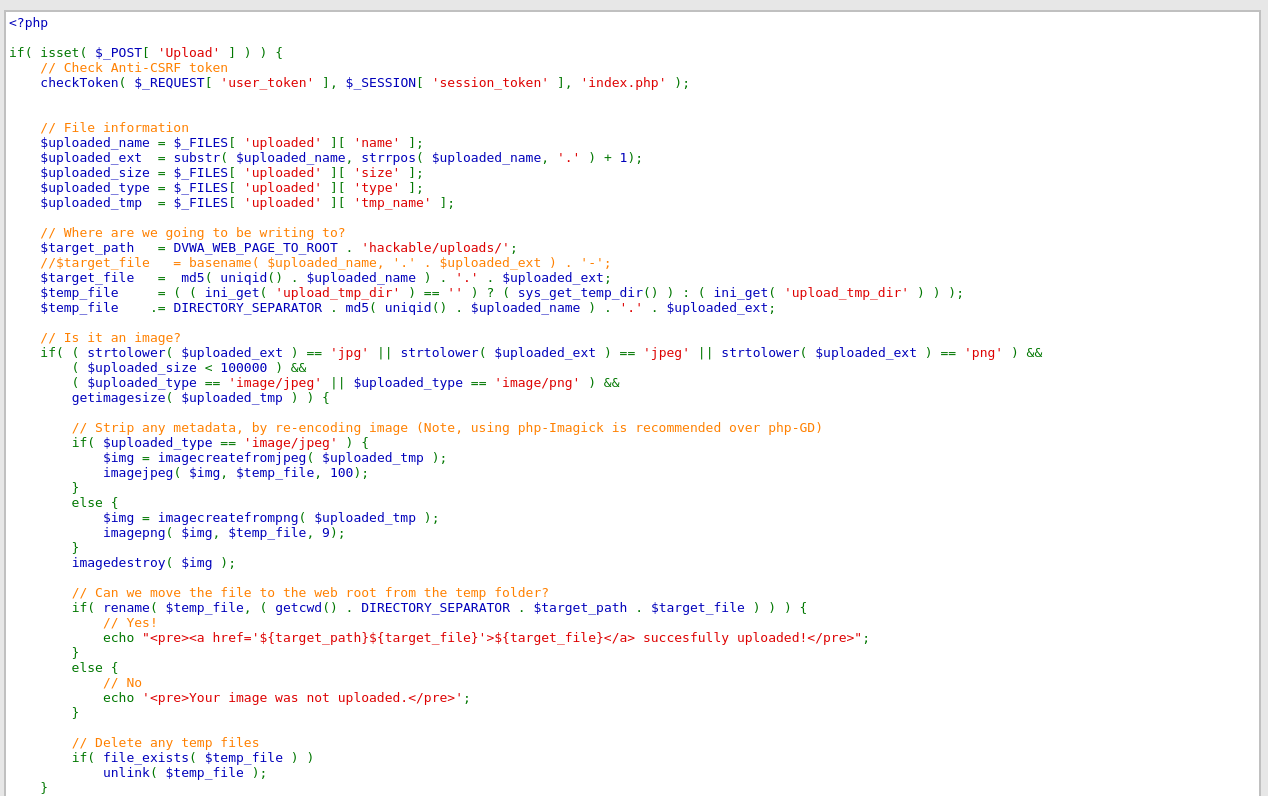 <?php
if( isset( $_POST[ 'Upload' ] ) ) {
    // Check Anti-CSRF token
    checkToken( $_REQUEST[ 'user_token' ], $_SESSION[ 'session_token' ], 'index.php' );
    // File information
    $uploaded_name = $_FILES[ 'uploaded' ][ 'name' ];
    $uploaded_ext  = substr( $uploaded_name, strrpos( $uploaded_name, '.' ) + 1);
    $uploaded_size = $_FILES[ 'uploaded' ][ 'size' ];
    $uploaded_type = $_FILES[ 'uploaded' ][ 'type' ];
    $uploaded_tmp  = $_FILES[ 'uploaded' ][ 'tmp_name' ];
    // Where are we going to be writing to?
    $target_path   = DVWA_WEB_PAGE_TO_ROOT . 'hackable/uploads/';
    //$target_file   = basename( $uploaded_name, '.' . $uploaded_ext ) . '-';
    $target_file   =  md5( uniqid() . $uploaded_name ) . '.' . $uploaded_ext;
    $temp_file     = ( ( ini_get( 'upload_tmp_dir' ) == '' ) ? ( sys_get_temp_dir() ) : ( ini_get( 'upload_tmp_dir' ) ) );
    $temp_file    .= DIRECTORY_SEPARATOR . md5( uniqid() . $uploaded_name ) . '.' . $uploaded_ext;
    // Is it an image?
    if( ( strtolower( $uploaded_ext ) == 'jpg' || strtolower( $uploaded_ext ) == 'jpeg' || strtolower( $uploaded_ext ) == 'png' ) &&
        ( $uploaded_size < 100000 ) &&
        ( $uploaded_type == 'image/jpeg' || $uploaded_type == 'image/png' ) &&
        getimagesize( $uploaded_tmp ) ) {
        // Strip any metadata, by re-encoding image (Note, using php-Imagick is recommended over php-GD)
        if( $uploaded_type == 'image/jpeg' ) {
            $img = imagecreatefromjpeg( $uploaded_tmp );
            imagejpeg( $img, $temp_file, 100);
        }
        else {
            $img = imagecreatefrompng( $uploaded_tmp );
            imagepng( $img, $temp_file, 9);
        }
        imagedestroy( $img );
        // Can we move the file to the web root from the temp folder?
        if( rename( $temp_file, ( getcwd() . DIRECTORY_SEPARATOR . $target_path . $target_file ) ) ) {
            // Yes!
            echo "<pre><a href='${target_path}${target_file}'>${target_file}</a> succesfully uploaded!</pre>";
        }
        else {
            // No
            echo '<pre>Your image was not uploaded.</pre>';
        }
        // Delete any temp files
        if( file_exists( $temp_file ) )
            unlink( $temp_file );
    }